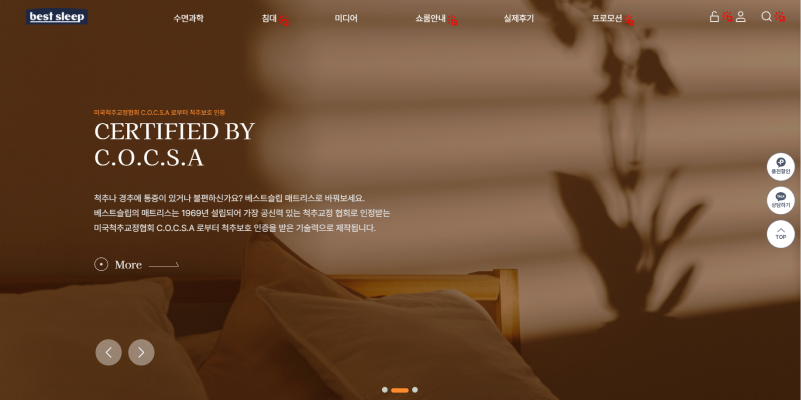 best sleep
수면과학
침대
미디어
쇼룸안내
실제후기
프로모션
미국척추교정협회 C.O.C.S.A 로부터 척추보호 인증
CERTIFIED BY
C.O.C.S.A
척추나 경추에 통증이 있거나 불편하신가요? 베스트슬립 매트리스로 바꿔보세요.
베스트슬립의 매트리스는 1969년 설립되어 가장 공신력 있는 척추교정 협회로 인정받는
미국척추교정협회 C.O.C.S.A 로부터 척추보호 인증을 받은 기술력으로 제작됩니다.
More
상담하기
TOP